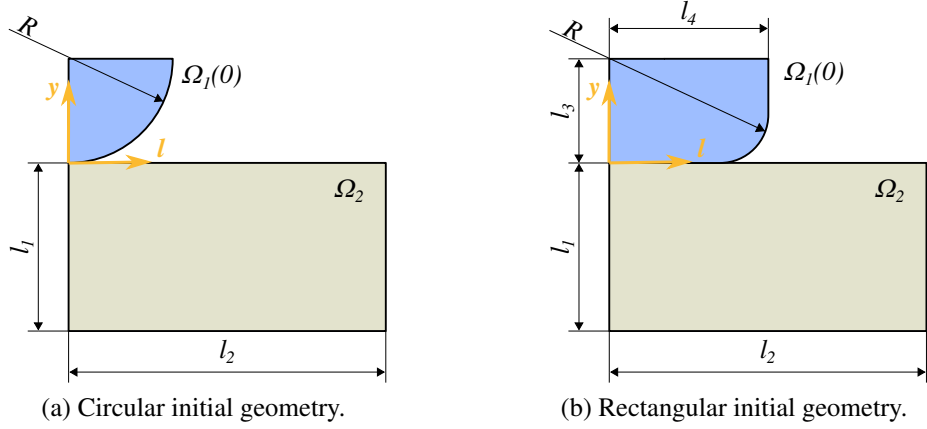 R
Ω₁(0)
y
l
l₁
Ω₂
l₂
(a) Circular initial geometry.
R
l₄
Ω₁(0)
l₃
y
l
l₁
Ω₂
l₂
(b) Rectangular initial geometry.